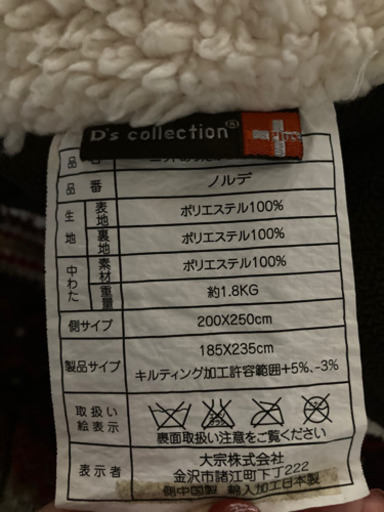 D's collection® Plus
品番 ノルデ
生地 表地 ポリエステル100%
裏地 ポリエステル100%
中わた 素材 ポリエステル100%
重量 約1.8KG
側サイズ 200X250cm
製品サイズ 185X235cm
キルティング加工許容範囲+5%、-3%
取扱い
絵表示
裏面取扱い注意をご覧ください
表示者 大宗株式会社
金沢市諸江町下丁222
側中国製 輸入加工日本製